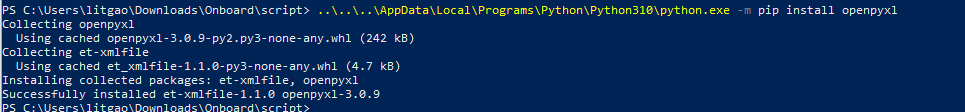 PS C:\Users\litgao\Downloads\Onboard\script> ..\..\..\AppData\Local\Programs\Python\Python310\python.exe -m pip install openpyxl
Collecting openpyxl
  Using cached openpyxl-3.0.9-py2.py3-none-any.whl (242 kB)
Collecting et-xmlfile
  Using cached et_xmlfile-1.1.0-py3-none-any.whl (4.7 kB)
Installing collected packages: et-xmlfile, openpyxl
Successfully installed et-xmlfile-1.1.0 openpyxl-3.0.9
PS C:\Users\litgao\Downloads\Onboard\script>